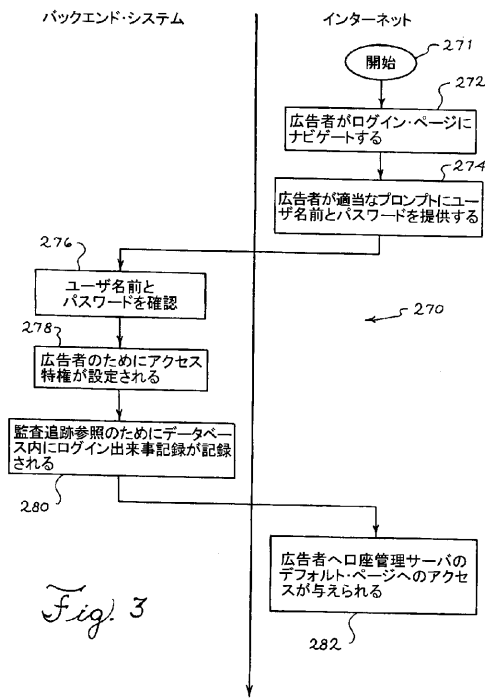 バックエンド・システム
インターネット
271
開始
272
広告者がログイン・ページに
ナビゲートする
274
広告者が適当なプロンプトにユー
ザ名前とパスワードを提供する
276
ユーザ名前と
パスワードを確認
270
278
広告者のためにアクセス
特権が設定される
監査追跡参照のためにデータベー
ス内にログイン出来事記録が記録
される
280
広告者へ口座管理サーバの
デフォルト・ページへのアクセス
が与えられる
282
Fig. 3